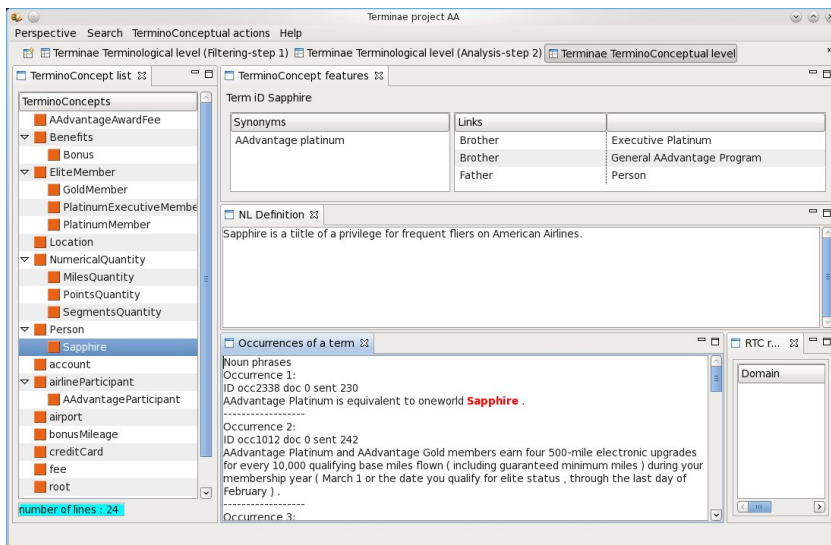 Terminae project AA
Perspective Search TerminoConceptual actions Help
Terminae Terminological level (Filtering-step 1) Terminae Terminological level (Analysis-step 2) Terminae TerminoConceptual level
TerminoConcept list
TerminoConcepts
AAdvantageAwardFee
Benefits
Bonus
EliteMember
GoldMember
PlatinumExecutiveMembe
PlatinumMember
Location
NumericalQuantity
MilesQuantity
PointsQuantity
SegmentsQuantity
Person
Sapphire
account
airlineParticipant
AAdvantageParticipant
airport
bonusMileage
creditCard
fee
root
number of lines : 24
TerminoConcept features
Term iD Sapphire
Synonyms
AAdvantage platinum
Links
Brother Executive Platinum
Brother General AAdvantage Program
Father Person
NL Definition
Sapphire is a tiitle of a privilege for frequent fliers on American Airlines.
Occurrences of a term
Noun phrases
Occurrence 1:
ID occ2338 doc 0 sent 230
AAdvantage Platinum is equivalent to oneworld Sapphire .
------------------
Occurrence 2:
ID occ1012 doc 0 sent 242
AAdvantage Platinum and AAdvantage Gold members earn four 500-mile electronic upgrades
for every 10,000 qualifying base miles flown ( including guaranteed minimum miles ) during your
membership year ( March 1 or the date you qualify for elite status , through the last day of
February ) .
------------------
Occurrence 3:
RTC r...
Domain